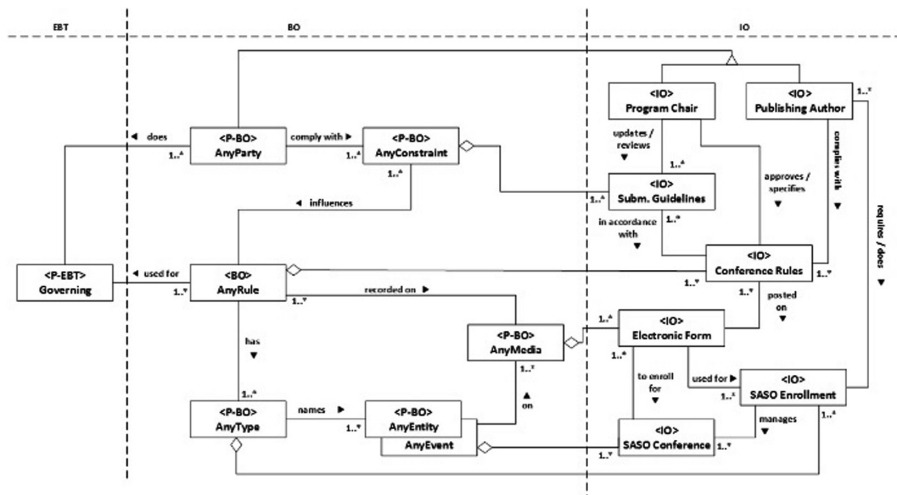 EBT BO IO
<IO> <IO>
Program Chair Publishing Author
1..*
◄ does <P-BO> comply with ► <P-BO>
AnyParty AnyConstraint
1..* 1..* 1..*
updates /
reviews
1..*
approves /
specifies
complies with
requires / does
<IO>
Subm. Guidelines
1..* 1..*
◄ influences
in accordance
with
<P-EBT> ◄ used for <BO> <IO>
Governing AnyRule Conference Rules
1..* 1..* 1..* 1..* 1..*
recorded on ►
posted
on
has
<P-BO> 1..* <IO>
AnyMedia Electronic Form
1..* 1..*
on
to enroll
for
used for ►
1..*
<IO>
SASO Enrollment
1..*
manages
1..*
<P-BO> names ► <P-BO>
AnyType 1..* AnyEntity
AnyEvent
<IO>
SASO Conference
1..* 1..*